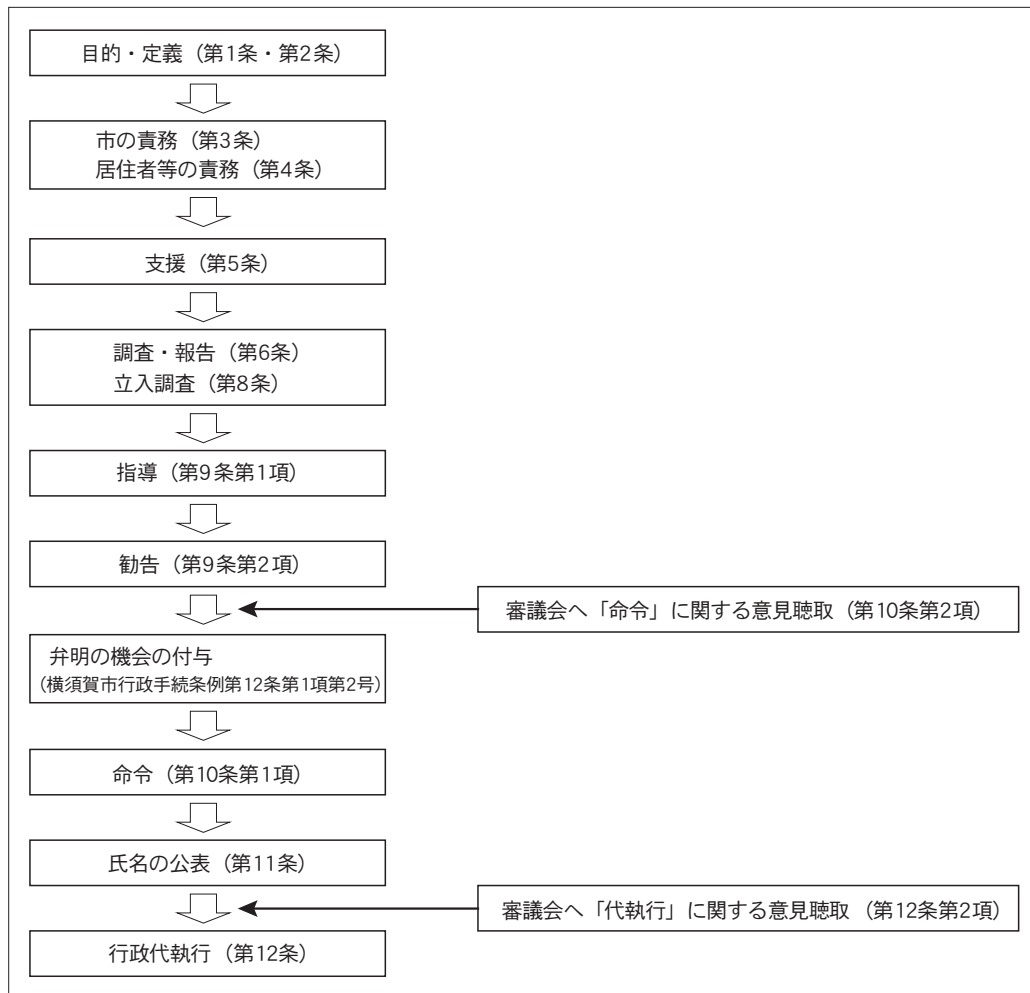 目的・定義（第1条・第2条）
市の責務（第3条）
居住者等の責務（第4条）
支援（第5条）
調査・報告（第6条）
立入調査（第8条）
指導（第9条第1項）
勧告（第9条第2項）
審議会へ「命令」に関する意見聴取（第10条第2項）
弁明の機会の付与
（横須賀市行政手続条例第12条第1項第2号）
命令（第10条第1項）
氏名の公表（第11条）
審議会へ「代執行」に関する意見聴取（第12条第2項）
行政代執行（第12条）